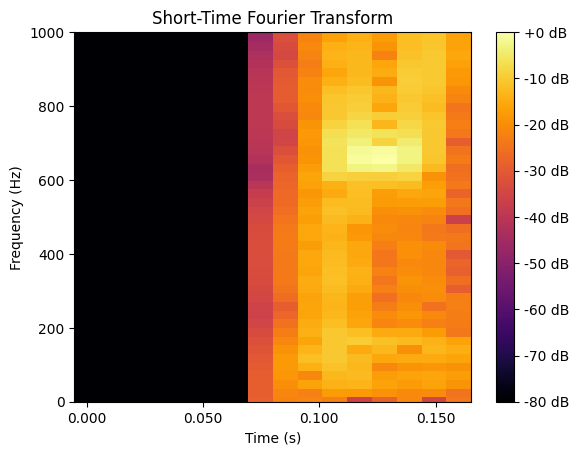 Short-Time Fourier Transform
Frequency (Hz)
1000
800
600
400
200
0
0.000
0.050
0.100
0.150
Time (s)
+0 dB
-10 dB
-20 dB
-30 dB
-40 dB
-50 dB
-60 dB
-70 dB
-80 dB